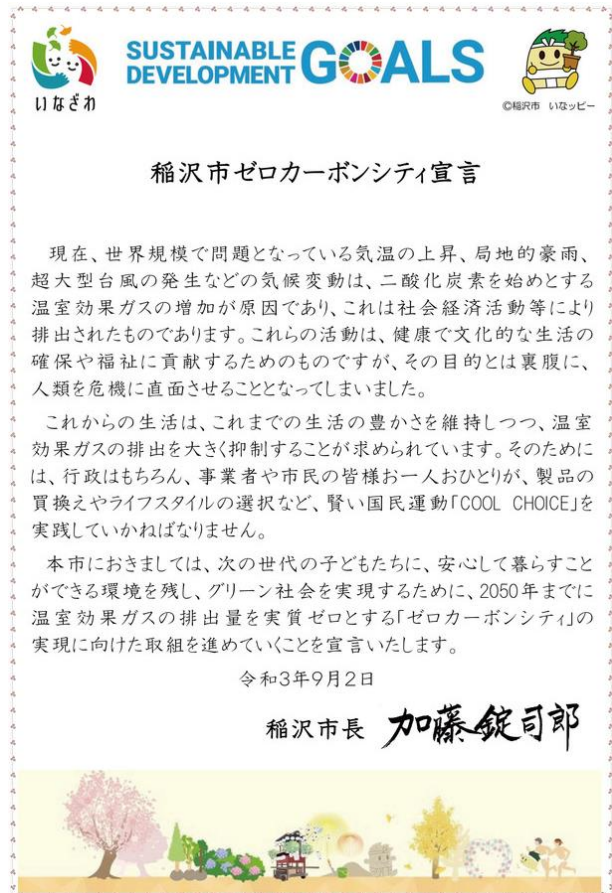 いなざわ
SUSTAINABLE
DEVELOPMENT
GOALS
©稲沢市 いなッピー
稲沢市ゼロカーボンシティ宣言
現在、世界規模で問題となっている気温の上昇、局地的豪雨、
超大型台風の発生などの気候変動は、二酸化炭素を始めとする
温室効果ガスの増加が原因であり、これは社会経済活動等により
排出されたものであります。これらの活動は、健康で文化的な生活の
確保や福祉に貢献するためのものですが、その目的とは裏腹に、
人類を危機に直面させることとなってしまいました。
これからの生活は、これまでの生活の豊かさを維持しつつ、温室
効果ガスの排出を大きく抑制することが求められています。そのために
は、行政はもちろん、事業者や市民の皆様お一人おひとりが、製品の
買換えやライフスタイルの選択など、賢い国民運動「COOL CHOICE」を
実践していかねばなりません。
本市におきましては、次の世代の子どもたちに、安心して暮らすこと
ができる環境を残し、グリーン社会を実現するために、2050年までに
温室効果ガスの排出量を実質ゼロとする「ゼロカーボンシティ」の
実現に向けた取組を進めていくことを宣言いたします。
令和3年9月2日
稲沢市長 加藤錠司郎